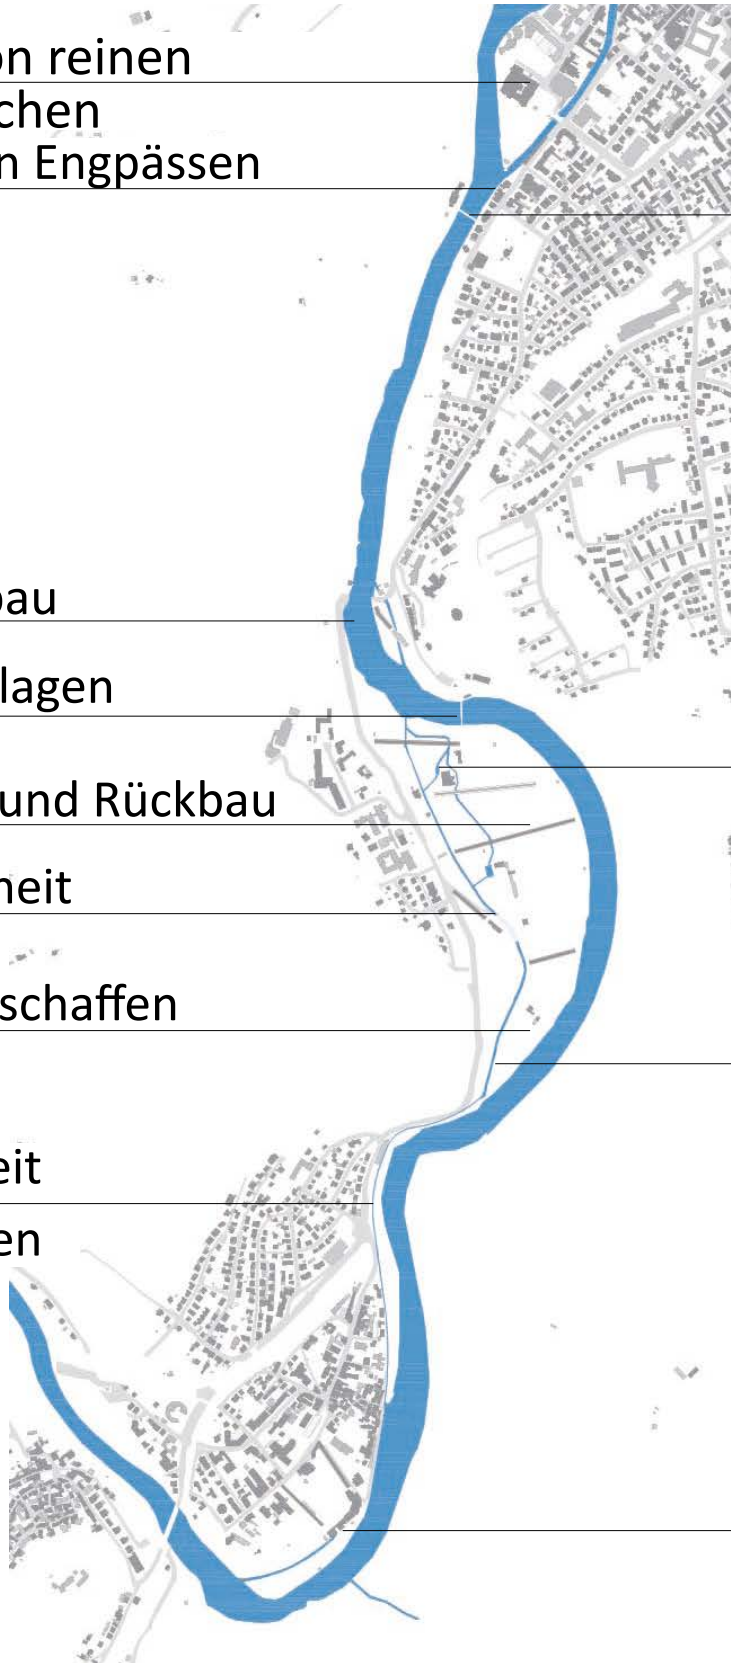 on reinen
chen
n Engpässen
bau
lagen
und Rückbau
heit
schaffen
eit
en